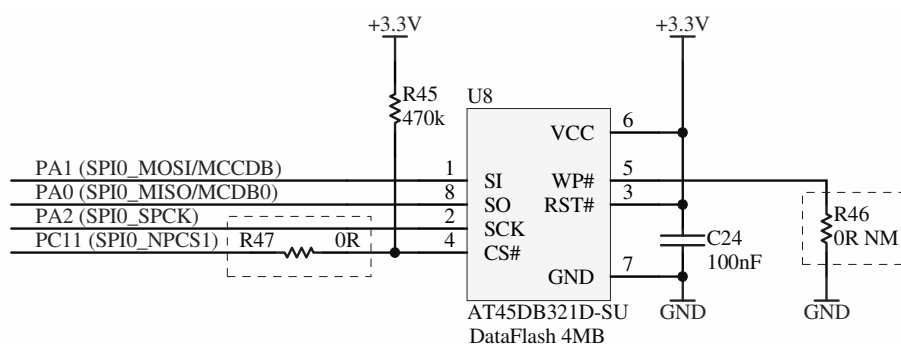 +3.3V
+3.3V
R45
470k
U8
VCC
6
PA1 (SPI0_MOSI/MCCDB)
1
SI
WP#
5
PA0 (SPI0_MISO/MCDB0)
8
SO
RST#
3
PA2 (SPI0_SPCK)
2
SCK
PC11 (SPI0_NPCS1)
R47
0R
4
CS#
R46
0R NM
C24
100nF
GND
7
AT45DB321D-SU
DataFlash 4MB
GND
GND